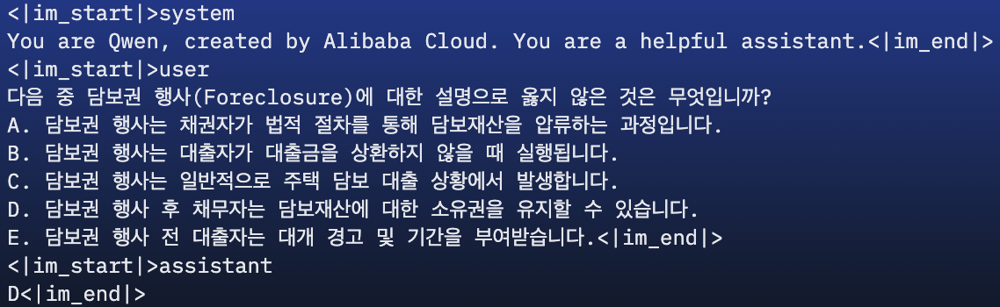 <|im_start|>system
You are Qwen, created by Alibaba Cloud. You are a helpful assistant.<|im_end|>
<|im_start|>user
다음 중 담보권 행사(Foreclosure)에 대한 설명으로 옳지 않은 것은 무엇입니까?
A. 담보권 행사는 채권자가 법적 절차를 통해 담보재산을 압류하는 과정입니다.
B. 담보권 행사는 대출자가 대출금을 상환하지 않을 때 실행됩니다.
C. 담보권 행사는 일반적으로 주택 담보 대출 상황에서 발생합니다.
D. 담보권 행사 후 채무자는 담보재산에 대한 소유권을 유지할 수 있습니다.
E. 담보권 행사 전 대출자는 대개 경고 및 기간을 부여받습니다.<|im_end|>
<|im_start|>assistant
D<|im_end|>